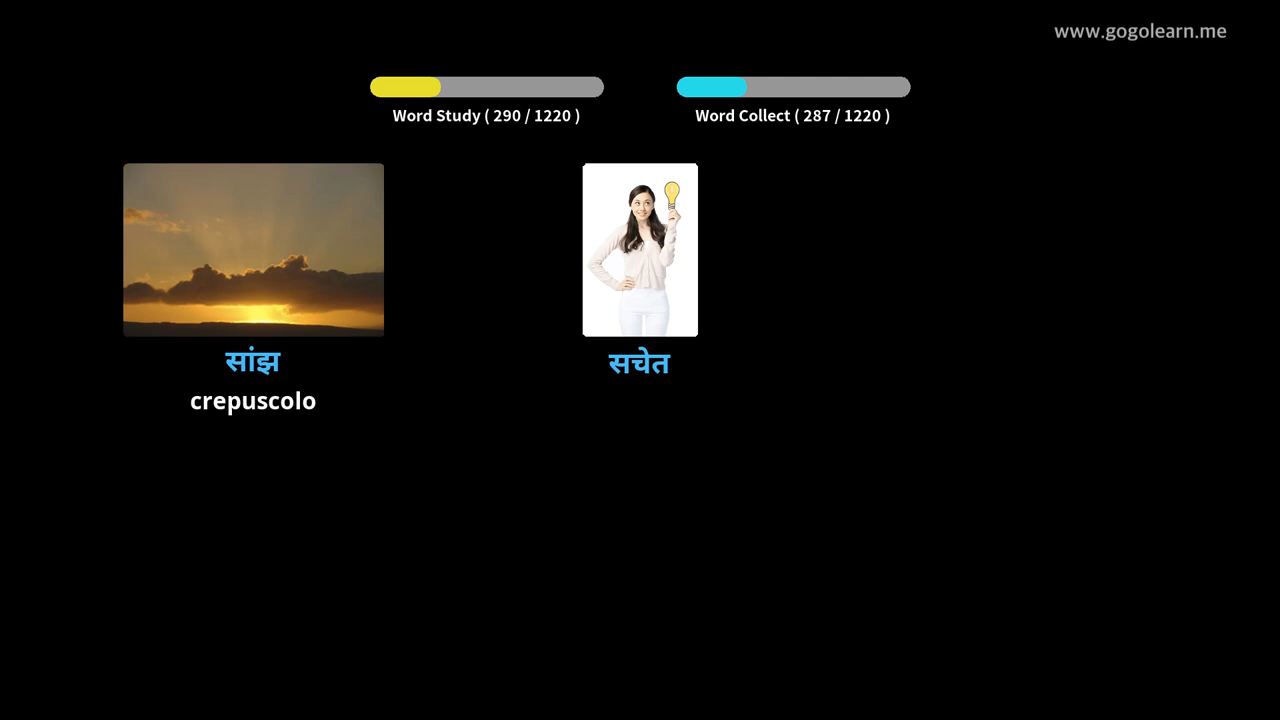 www.gogolearn.me
Word Study ( 290 / 1220 )
Word Collect ( 287 / 1220 )
सांझ
crepuscolo
सचेत